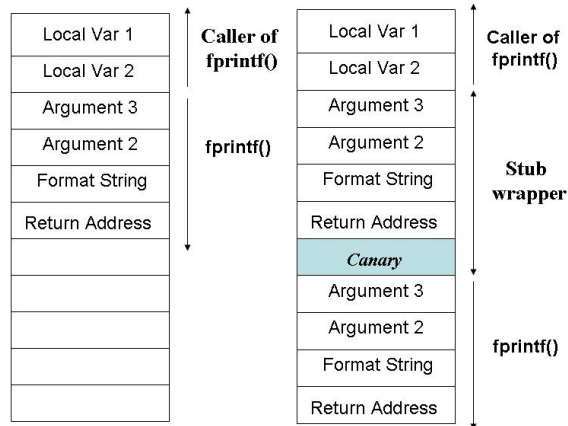 Local Var 1
Local Var 2
Argument 3
Argument 2
Format String
Return Address
Caller of
fprintf()
fprintf()
Local Var 1
Local Var 2
Argument 3
Argument 2
Format String
Return Address
Canary
Argument 3
Argument 2
Format String
Return Address
Caller of
fprintf()
Stub
wrapper
fprintf()